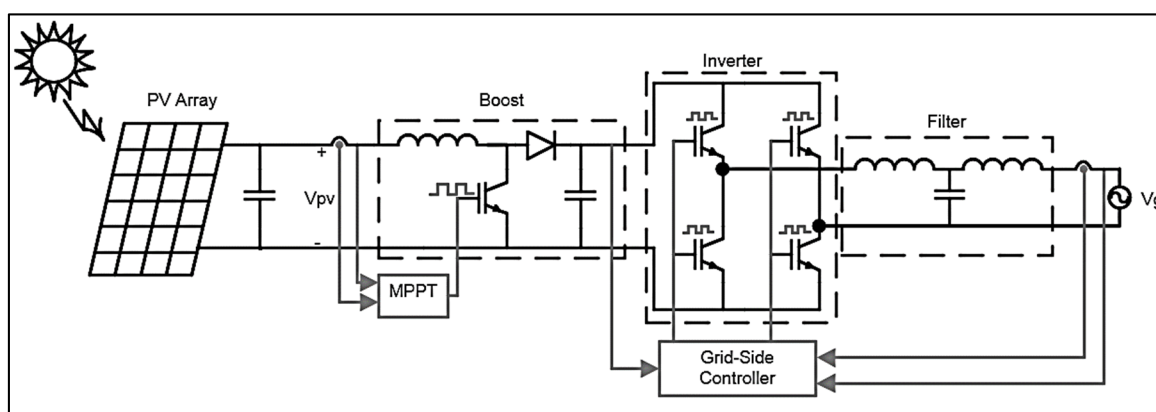 PV Array
Boost
Inverter
Filter
+
Vpv
-
MPPT
Grid-Side
Controller